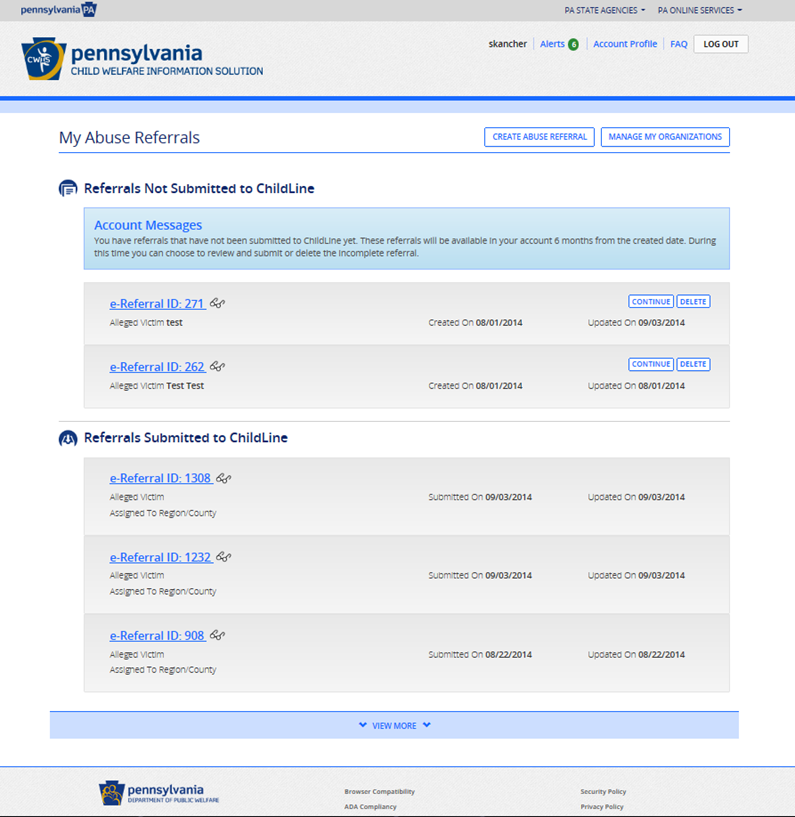 pennsylvania PA
PA STATE AGENCIES PA ONLINE SERVICES
skancher Alerts 6 Account Profile FAQ LOG OUT
CWIS
pennsylvania
CHILD WELFARE INFORMATION SOLUTION
My Abuse Referrals
CREATE ABUSE REFERRAL MANAGE MY ORGANIZATIONS
Referrals Not Submitted to ChildLine
Account Messages
You have referrals that have not been submitted to ChildLine yet. These referrals will be available in your account 6 months from the created date. During
this time you can choose to review and submit or delete the incomplete referral.
e-Referral ID: 271 CONTINUE DELETE
Alleged Victim test Created On 08/01/2014 Updated On 09/03/2014
e-Referral ID: 262 CONTINUE DELETE
Alleged Victim Test Test Created On 08/01/2014 Updated On 08/01/2014
Referrals Submitted to ChildLine
e-Referral ID: 1308
Alleged Victim Submitted On 09/03/2014 Updated On 09/03/2014
Assigned To Region/County
e-Referral ID: 1232
Alleged Victim Submitted On 09/03/2014 Updated On 09/03/2014
Assigned To Region/County
e-Referral ID: 908
Alleged Victim Submitted On 08/22/2014 Updated On 08/22/2014
Assigned To Region/County
VIEW MORE
pennsylvania
DEPARTMENT OF PUBLIC WELFARE
Browser Compatibility Security Policy
ADA Compliancy Privacy Policy